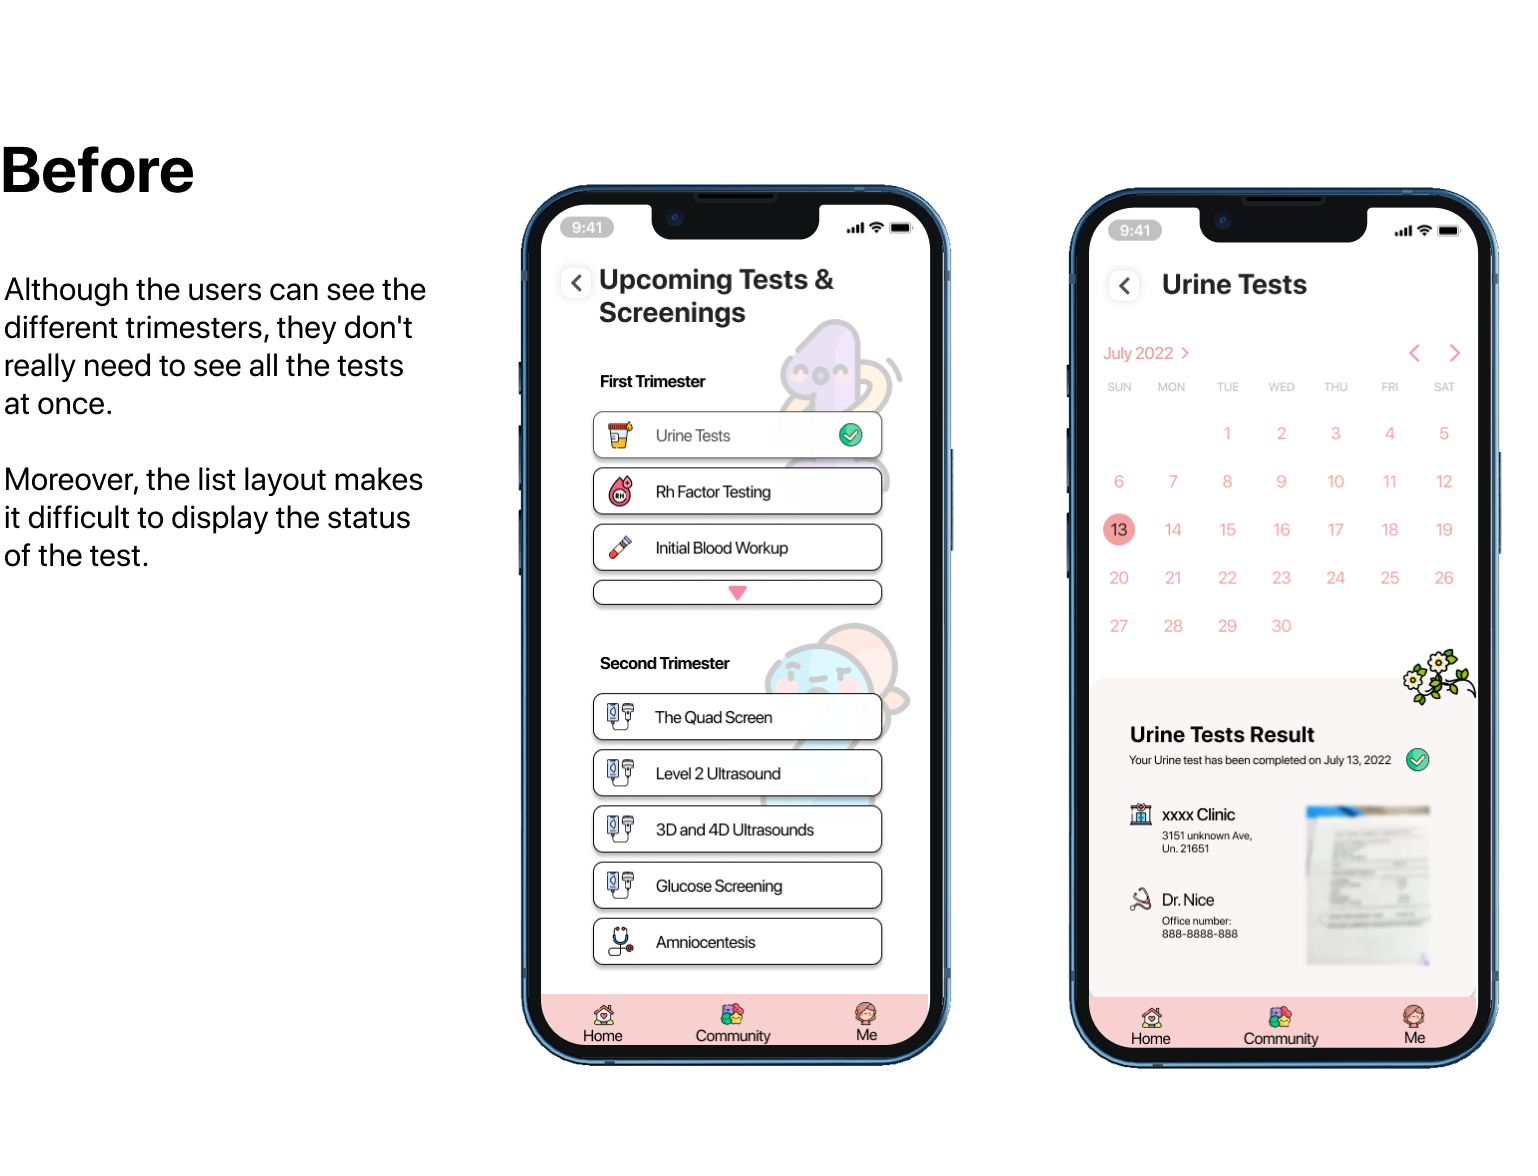 Before
Although the users can see the
different trimesters, they don't
really need to see all the tests
at once.
Moreover, the list layout makes
it difficult to display the status
of the test.
9:41
Upcoming Tests &
Screenings
First Trimester
Urine Tests
RH
Rh Factor Testing
Initial Blood Workup
Second Trimester
The Quad Screen
Level 2 Ultrasound
3D and 4D Ultrasounds
Glucose Screening
Amniocentesis
Home Community Me
9:41
Urine Tests
July 2022
SUN MON TUE WED THU FRI SAT
1 2 3 4 5
6 7 8 9 10 11 12
13 14 15 16 17 18 19
20 21 22 23 24 25 26
27 28 29 30
Urine Tests Result
Your Urine test has been completed on July 13, 2022
xxxx Clinic
3151 unknown Ave,
Un. 21651
Dr. Nice
Office number:
888-8888-888
Home Community Me